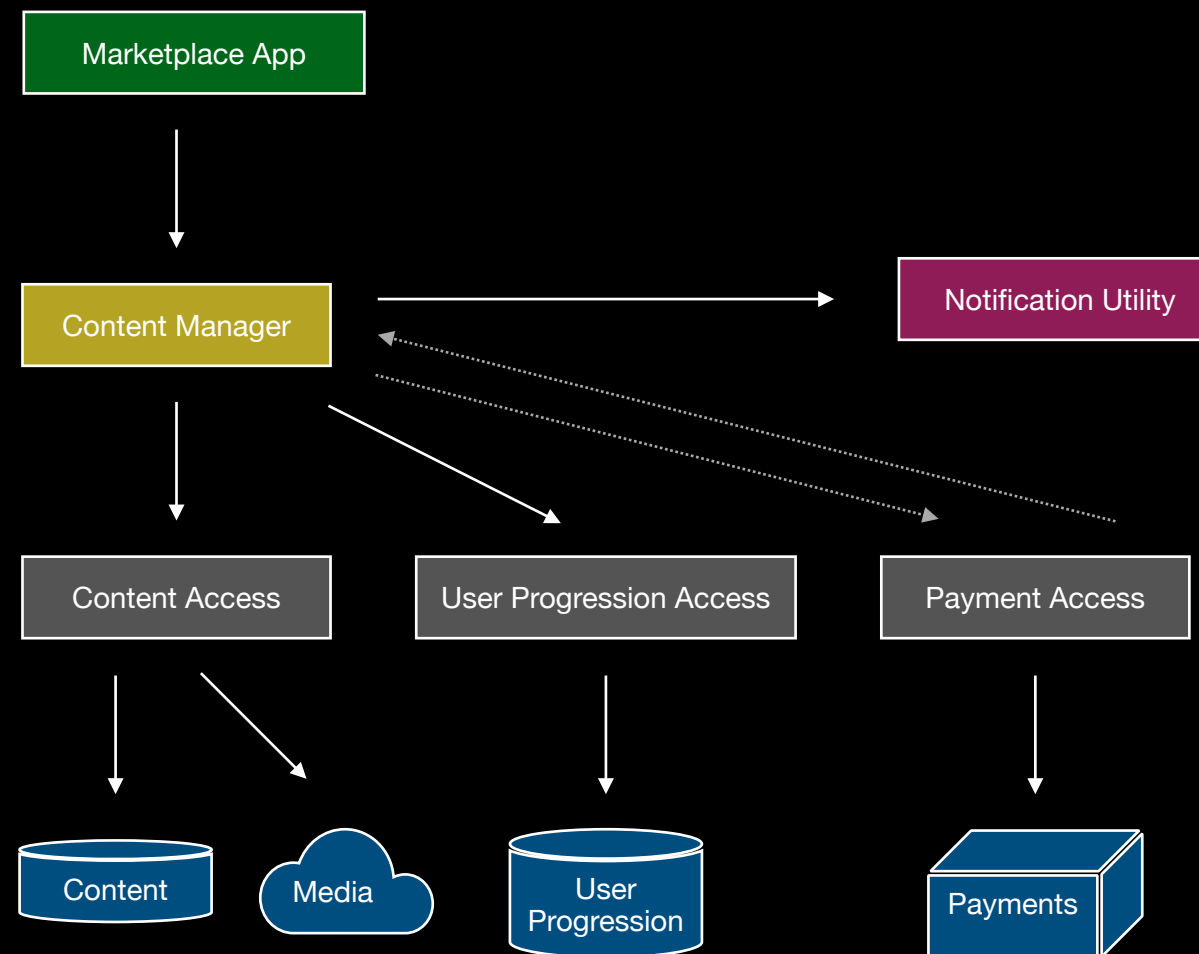 Marketplace App
Content Manager
Notification Utility
Content Access
User Progression Access
Payment Access
Content
Media
User
Progression
Payments